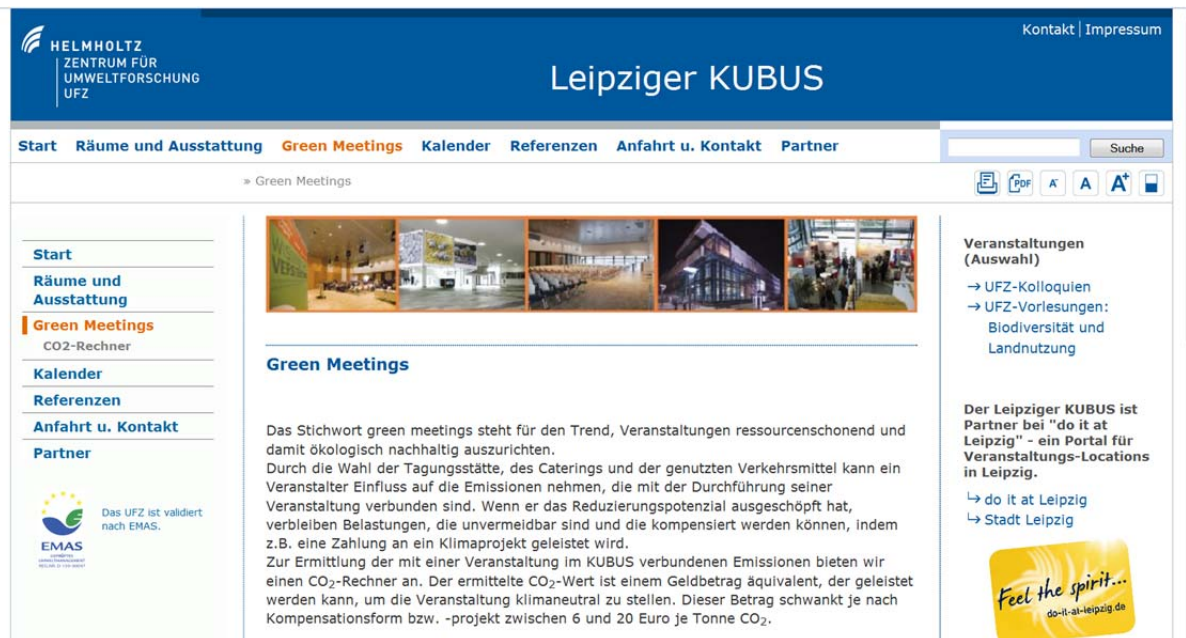 Kontakt | Impressum
HELMHOLTZ
ZENTRUM FÜR
UMWELTFORSCHUNG
UFZ
Leipziger KUBUS
Start Räume und Ausstattung Green Meetings Kalender Referenzen Anfahrt u. Kontakt Partner
Suche
» Green Meetings
PDF A- A A+
Start
Räume und
Ausstattung
Green Meetings
CO2-Rechner
Kalender
Referenzen
Anfahrt u. Kontakt
Partner
EMAS
Das UFZ ist validiert
nach EMAS.
Green Meetings
Das Stichwort green meetings steht für den Trend, Veranstaltungen ressourcenschonend und
damit ökologisch nachhaltig auszurichten.
Durch die Wahl der Tagungsstätte, des Caterings und der genutzten Verkehrsmittel kann ein
Veranstalter Einfluss auf die Emissionen nehmen, die mit der Durchführung seiner
Veranstaltung verbunden sind. Wenn er das Reduzierungspotenzial ausgeschöpft hat,
verbleiben Belastungen, die unvermeidbar sind und die kompensiert werden können, indem
z.B. eine Zahlung an ein Klimaprojekt geleistet wird.
Zur Ermittlung der mit einer Veranstaltung im KUBUS verbundenen Emissionen bieten wir
einen CO₂-Rechner an. Der ermittelte CO₂-Wert ist einem Geldbetrag äquivalent, der geleistet
werden kann, um die Veranstaltung klimaneutral zu stellen. Dieser Betrag schwankt je nach
Kompensationsform bzw. -projekt zwischen 6 und 20 Euro je Tonne CO₂.
Veranstaltungen
(Auswahl)
→ UFZ-Kolloquien
→ UFZ-Vorlesungen:
Biodiversität und
Landnutzung
Der Leipziger KUBUS ist
Partner bei "do it at
Leipzig" - ein Portal für
Veranstaltungs-Locations
in Leipzig.
↳ do it at Leipzig
↳ Stadt Leipzig
Feel the spirit...
do-it-at-leipzig.de